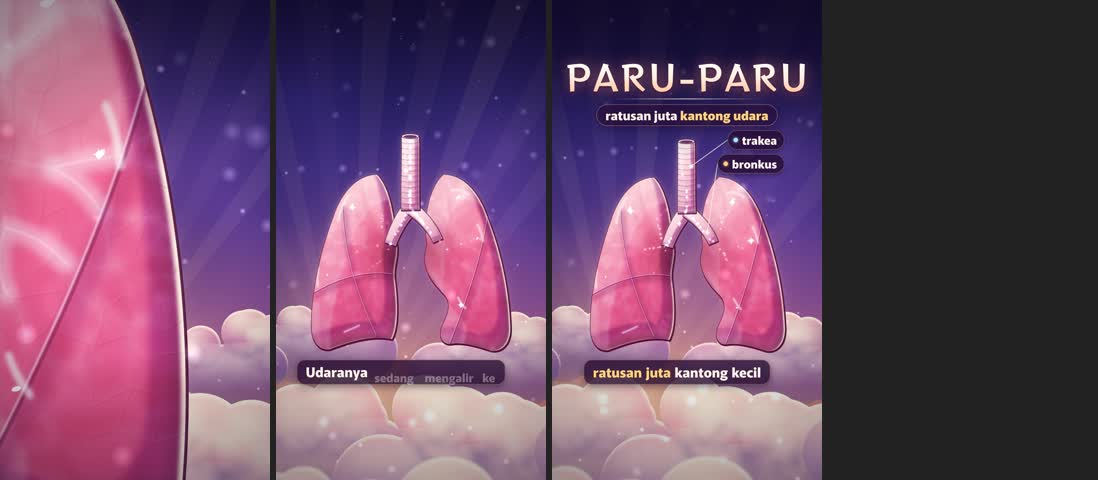 Udaranya sedang mengalir ke
PARU-PARU
ratusan juta kantong udara
trakea
bronkus
ratusan juta kantong kecil